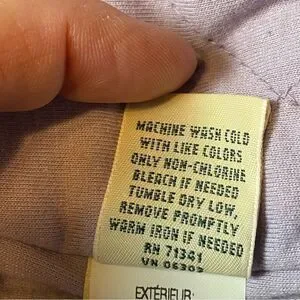 MACHINE WASH COLD
WITH LIKE COLORS
ONLY NON-CHLORINE
BLEACH IF NEEDED
TUMBLE DRY LOW,
REMOVE PROMPTLY,
WARM IRON IF NEEDED
RN 71341
VN
EXTÉRIEUR: